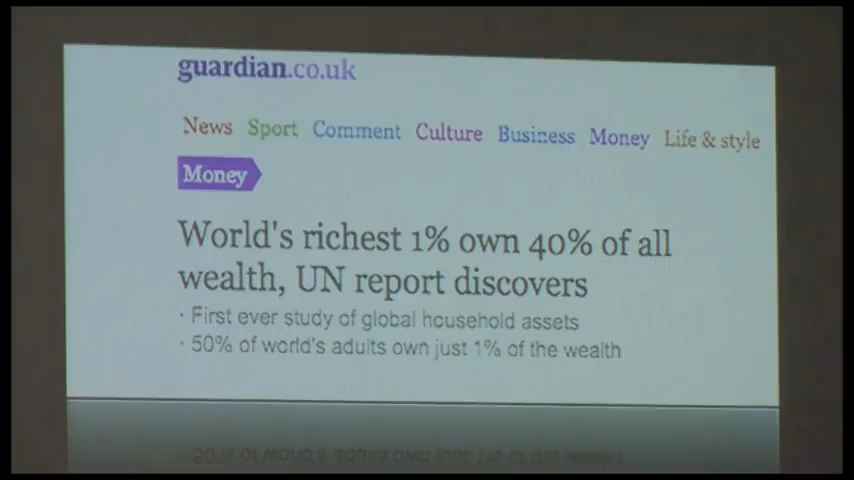 guardian.co.uk
News Sport Comment Culture Business Money Life & style
Money
World's richest 1% own 40% of all
wealth, UN report discovers
· First ever study of global household assets
· 50% of world's adults own just 1% of the wealth